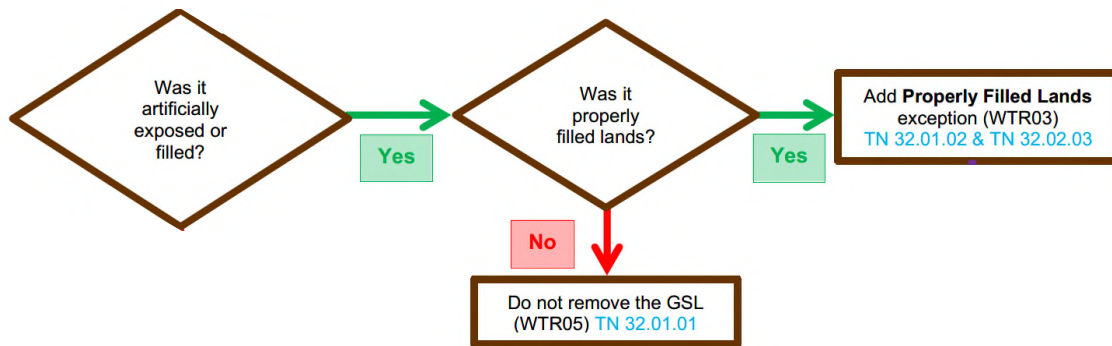 Was it
artificially
exposed or
filled?
Yes
Was it
properly
filled lands?
Yes
Add Properly Filled Lands
exception (WTR03)
TN 32.01.02 & TN 32.02.03
No
Do not remove the GSL
(WTR05) TN 32.01.01